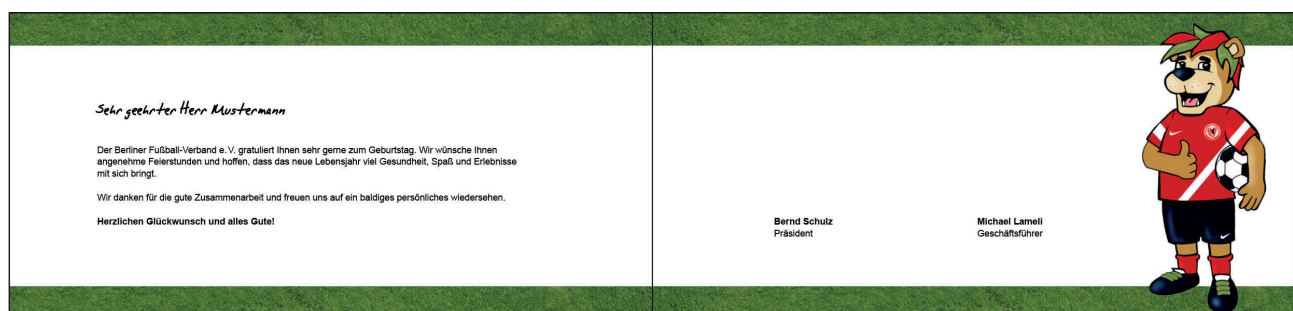 Sehr geehrter Herr Mustermann
Der Berliner Fußball-Verband e. V. gratuliert Ihnen sehr gerne zum Geburtstag. Wir wünsche Ihnen
angenehme Feierstunden und hoffen, dass das neue Lebensjahr viel Gesundheit, Spaß und Erlebnisse
mit sich bringt.
Wir danken für die gute Zusammenarbeit und freuen uns auf ein baldiges persönliches wiedersehen.
Herzlichen Glückwunsch und alles Gute!
Bernd Schulz
Präsident
Michael Lameli
Geschäftsführer